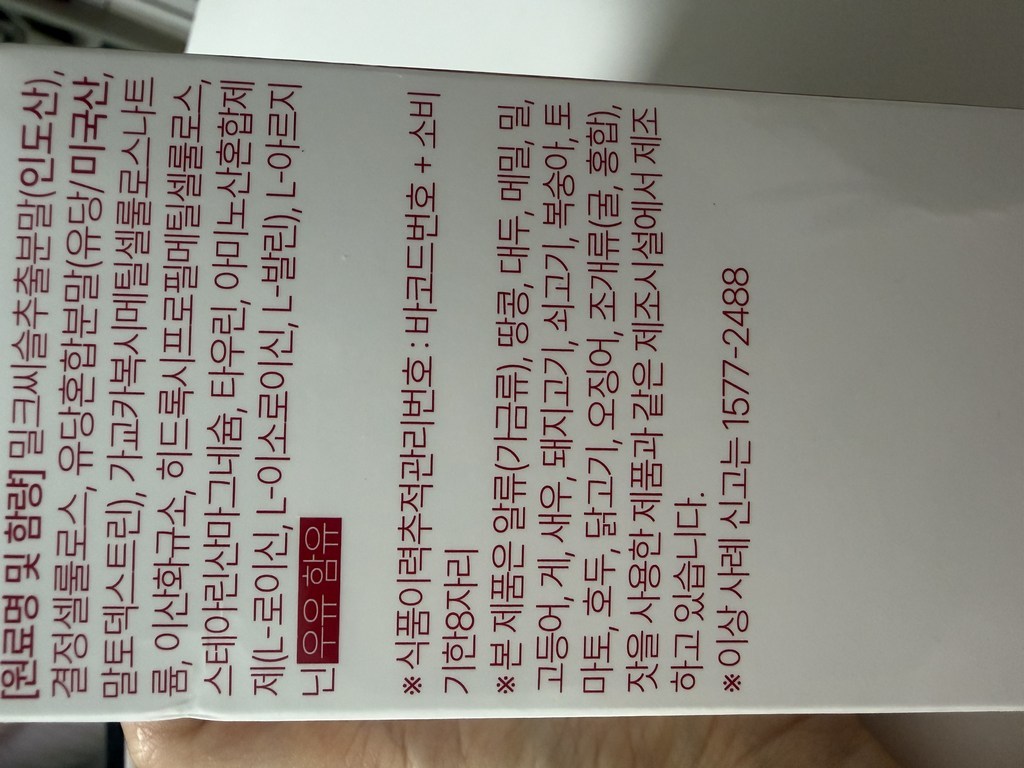 [원료명 및 함량] 밀크씨슬추출분말(인도산),
결정셀룰로스, 유당혼합분말(유당/미국산,
말토덱스트린), 가교카복시메틸셀룰로스나트
륨, 이산화규소, 히드록시프로필메틸셀룰로스,
스테아린산마그네슘, 타우린, 아미노산혼합제
제(L-로이신, L-이소로이신, L-발린), L-아르지
닌 우유 함유
※ 식품이력추적관리번호 : 바코드번호 + 소비
기한8자리
※ 본 제품은 알류(가금류), 땅콩, 대두, 메밀, 밀,
고등어, 게, 새우, 돼지고기, 쇠고기, 복숭아, 토
마토, 호두, 닭고기, 오징어, 조개류(굴, 홍합),
잣을 사용한 제품과 같은 제조시설에서 제조
하고 있습니다.
※ 이상 사례 신고는 1577-2488